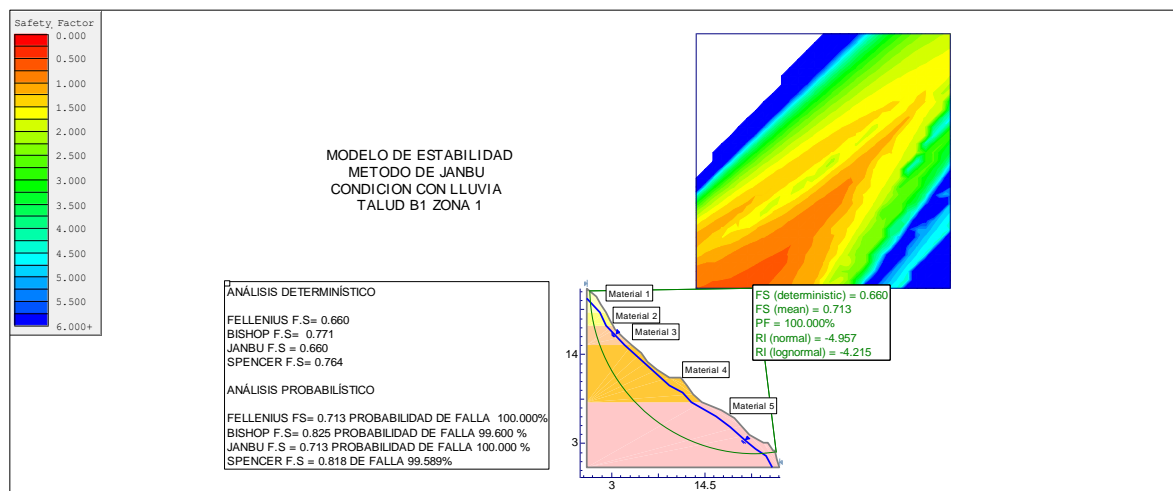 Safety Factor
0.000
0.500
1.000
1.500
2.000
2.500
3.000
3.500
4.000
4.500
5.000
5.500
6.000+
MODELO DE ESTABILIDAD
METODO DE JANBU
CONDICION CON LLUVIA
TALUD B1 ZONA 1
ANÁLISIS DETERMINÍSTICO
FELLENIUS F.S= 0.660
BISHOP F.S= 0.771
JANBU F.S= 0.660
SPENCER F.S= 0.764
ANÁLISIS PROBABILÍSTICO
FELLENIUS FS= 0.713 PROBABILIDAD DE FALLA 100.000%
BISHOP F.S= 0.825 PROBABILIDAD DE FALLA 99.600 %
JANBU F.S= 0.713 PROBABILIDAD DE FALLA 100.000 %
SPENCER F.S = 0.818 DE FALLA 99.589%
Material 1
Material 2
Material 3
Material 4
Material 5
14
3
3
14.5
FS (deterministic) = 0.660
FS (mean) = 0.713
PF = 100.000%
RI (normal) = -4.957
RI (lognormal) = -4.215